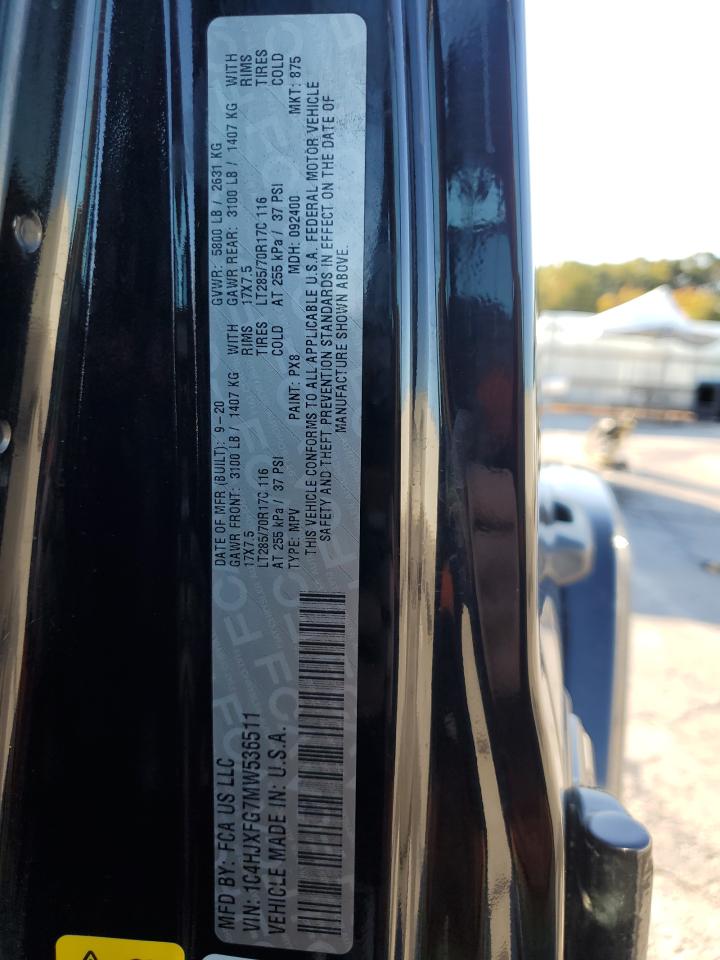 MFD BY: FCA US LLC
VIN: 1C4HJXFG7MW536511
VEHICLE MADE IN: U.S.A.
DATE OF MFR (BUILT): 9-20 GVWR: 5800 LB / 2631 KG
GAWR FRONT: 3100 LB / 1407 KG WITH GAWR REAR: 3100 LB / 1407 KG WITH
17X7.5 RIMS 17X7.5 RIMS
LT285/70R17C 116 TIRES LT285/70R17C 116 TIRES
AT 255 kPa / 37 PSI COLD AT 255 kPa / 37 PSI COLD
TYPE: MPV PAINT: PX8 MDH: 092400 MKT: 875
THIS VEHICLE CONFORMS TO ALL APPLICABLE U.S.A. FEDERAL MOTOR VEHICLE
SAFETY AND THEFT PREVENTION STANDARDS IN EFFECT ON THE DATE OF
MANUFACTURE SHOWN ABOVE.